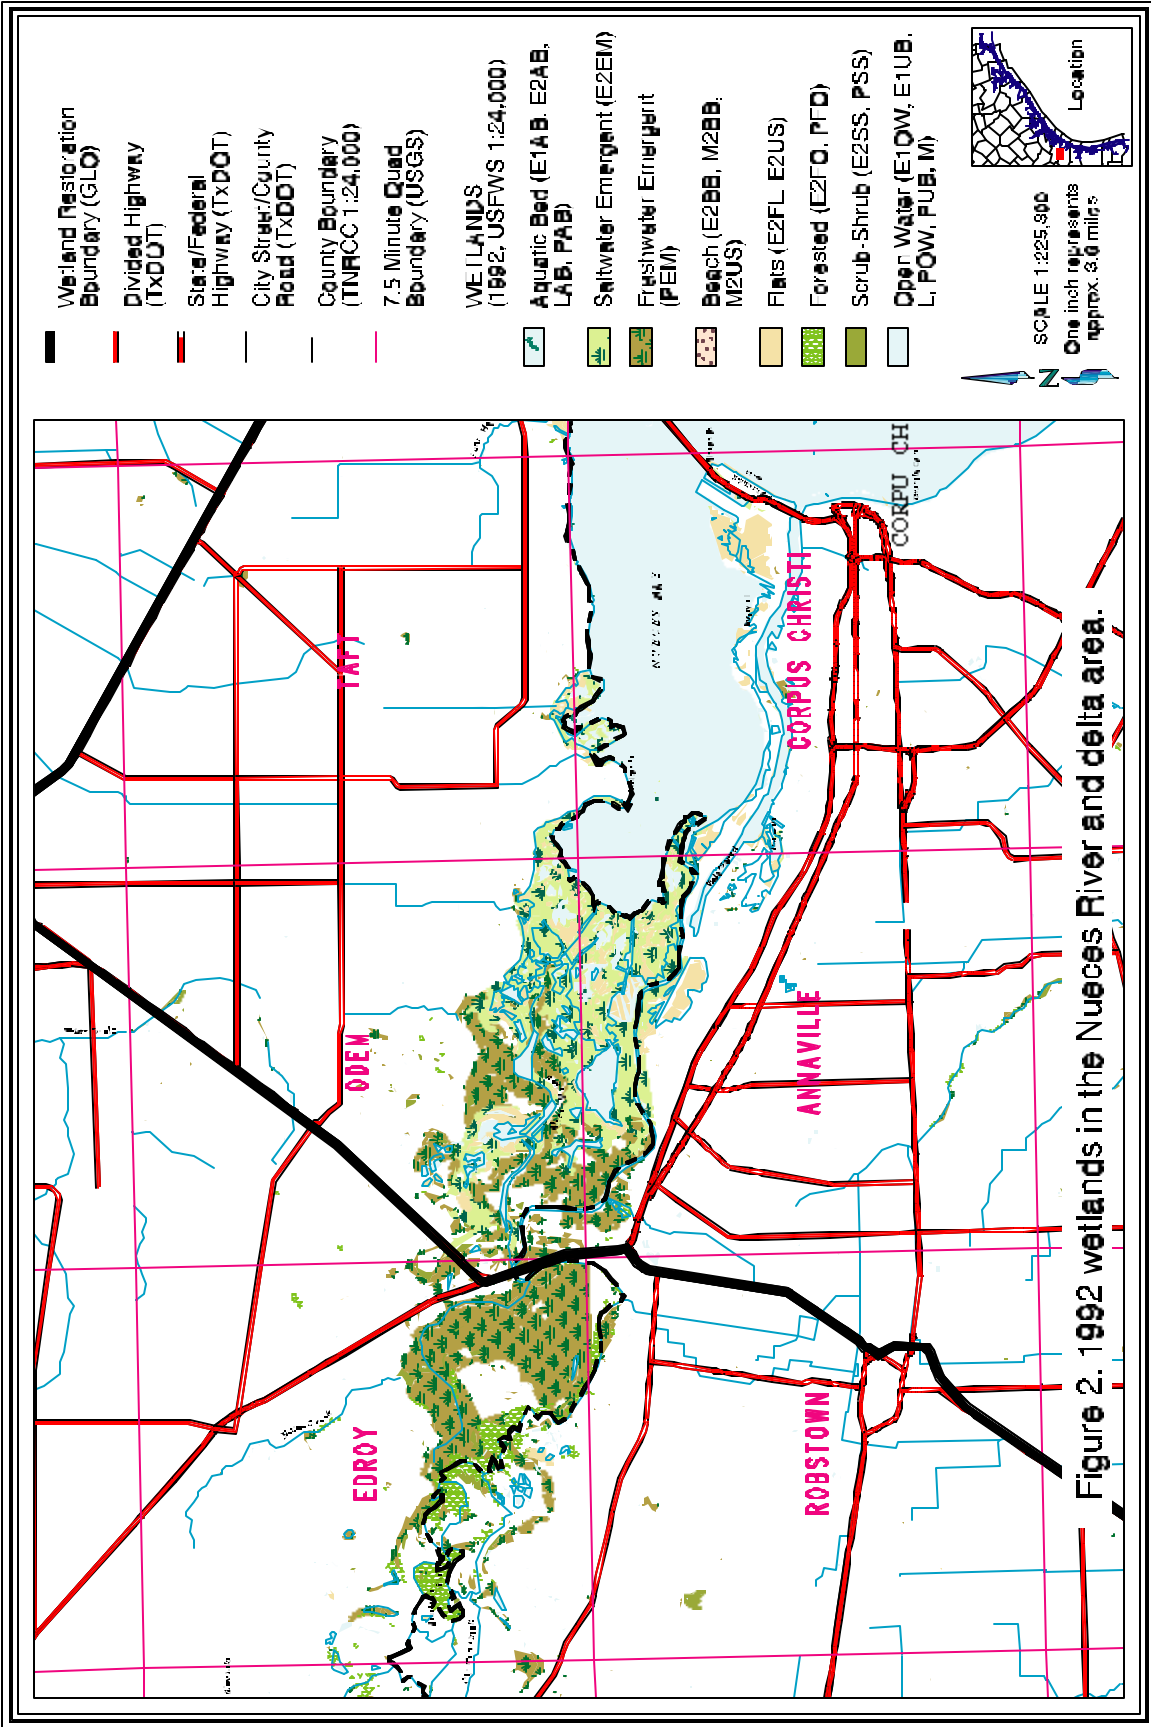 Wetland Restoration
Boundary (GLO)
Divided Highway
(TxDOT)
State/Federal
Highway (TxDOT)
City Street/County
Road (TxDOT)
County Boundary
(TNRCC 1:24,000)
7.5 Minute Quad
Boundary (USGS)
WETLANDS
(1992, USFWS 1:24,000)
Aquatic Bed (E1AB, E2AB,
LAB, PAB)
Saltwater Emergent (E2EM)
Freshwater Emergent
(PEM)
Beach (E2BB, M2BB,
M2US)
Flats (E2FL E2US)
Forested (E2FO, PFO)
Scrub-Shrub (E2SS, PSS)
Open Water (E1OW, E1UB,
L, POW, PUB, M)
Location
SCALE 1:225,300
One inch represents
approx. 3.6 miles
N
TAFT
ODEM
EDROY
NUECES BAY
CORPUS CHRISTI
CORPU CH
ANNAVILLE
ROBSTOWN
Figure 2. 1992 wetlands in the Nueces River and delta area.